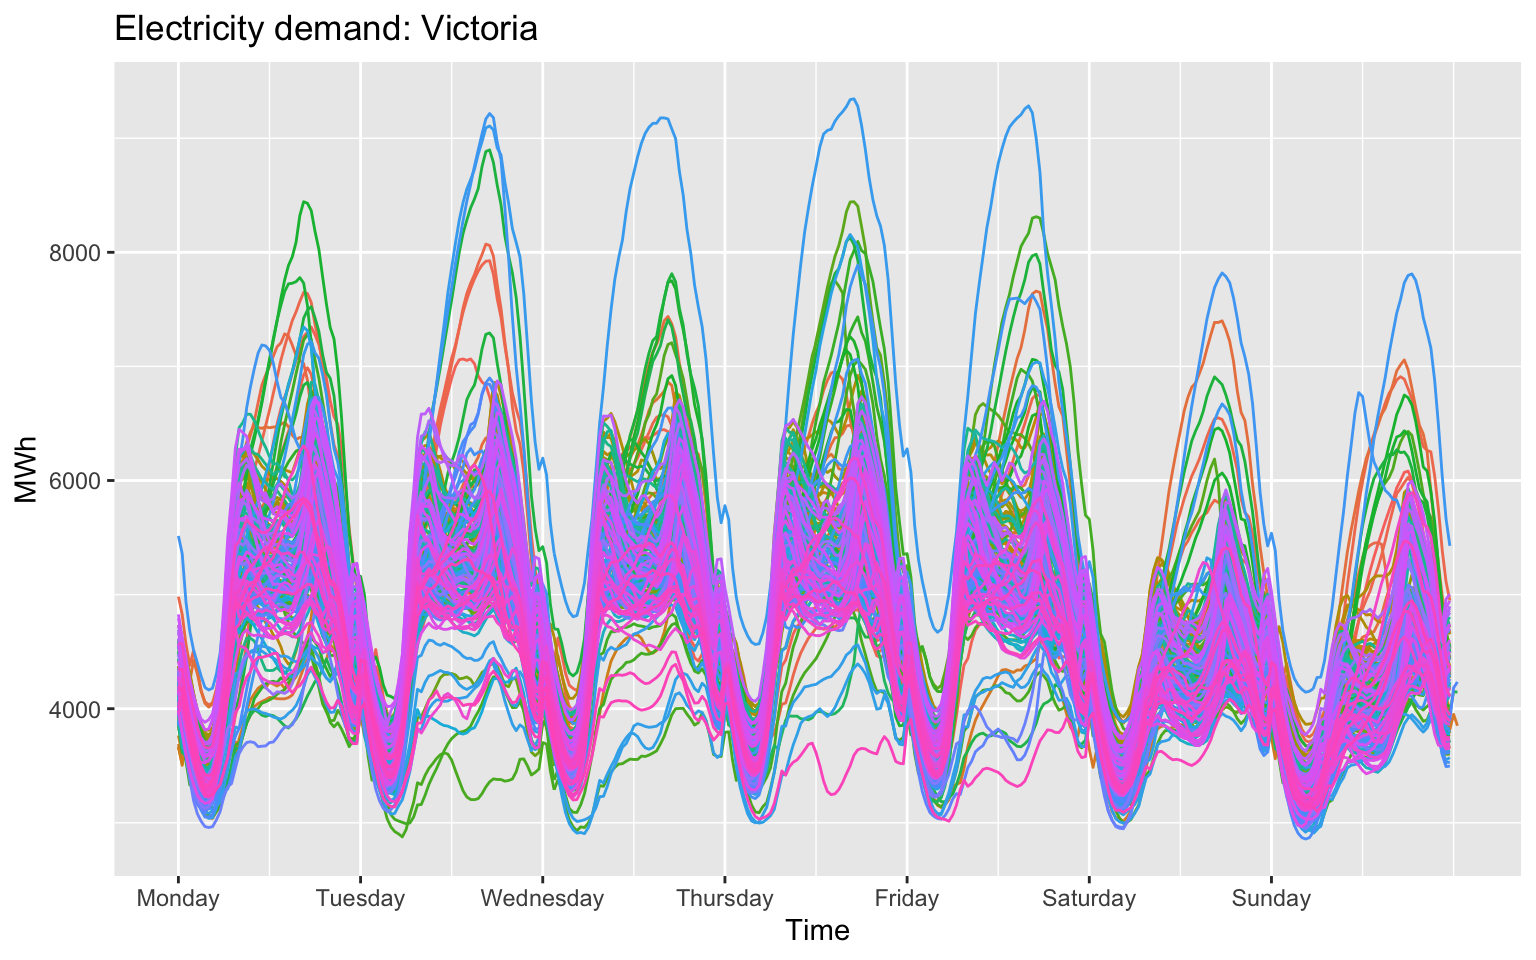 Electricity demand: Victoria
MWh
8000
6000
4000
Monday Tuesday Wednesday Thursday Friday Saturday Sunday
Time